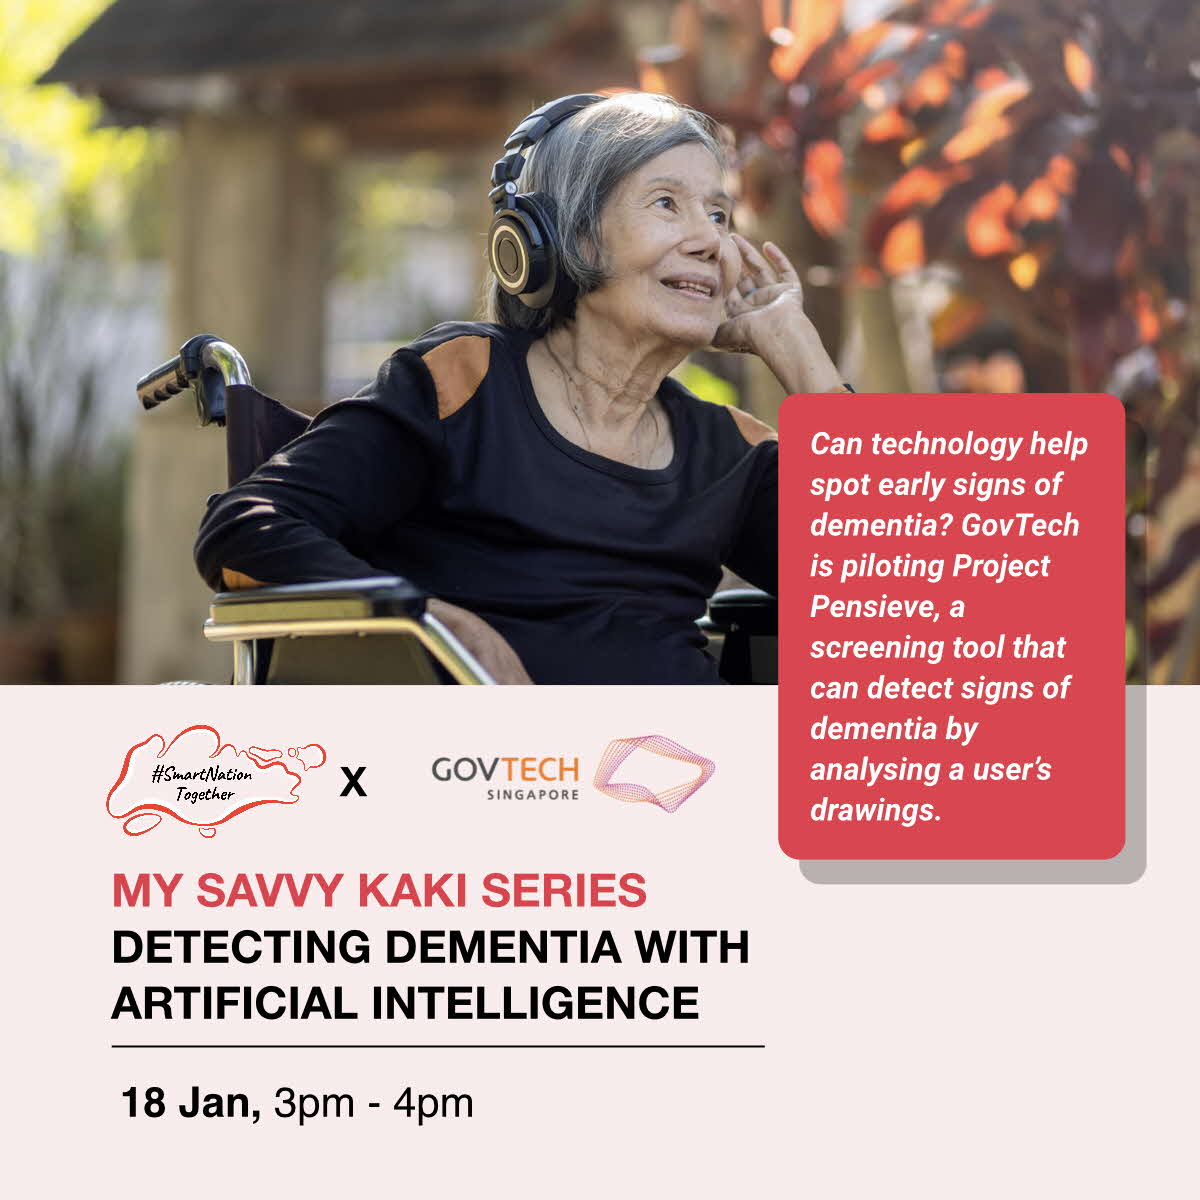 Can technology help
spot early signs of
dementia? GovTech
is piloting Project
Pensieve, a
screening tool that
can detect signs of
dementia by
analysing a user’s
drawings.
#SmartNation
Together
X
GOVTECH
SINGAPORE
MY SAVVY KAKI SERIES
DETECTING DEMENTIA WITH
ARTIFICIAL INTELLIGENCE
18 Jan, 3pm - 4pm